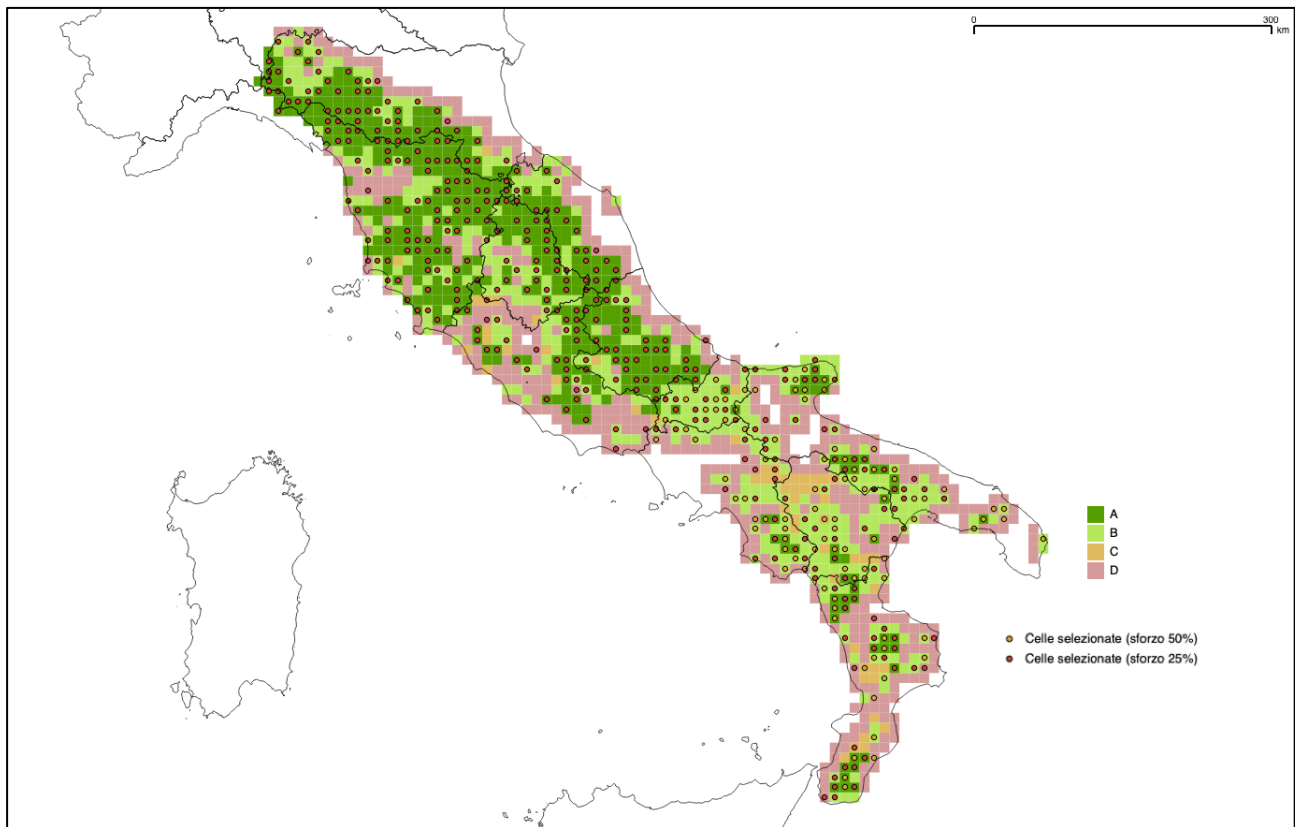 0 300
km
A
B
C
D
Celle selezionate (sforzo 50%)
Celle selezionate (sforzo 25%)